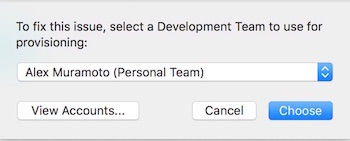 To fix this issue, select a Development Team to use for
provisioning:
Alex Muramoto (Personal Team)
View Accounts... Cancel Choose